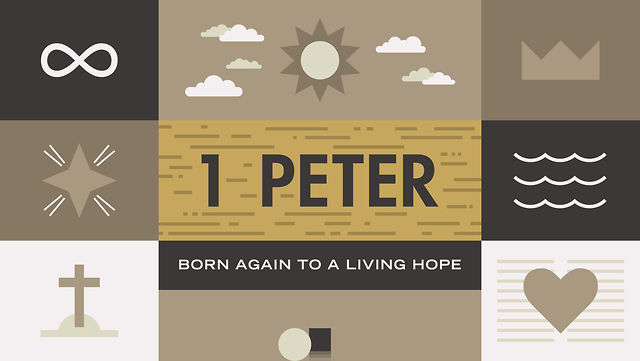 1 PETER
BORN AGAIN TO A LIVING HOPE